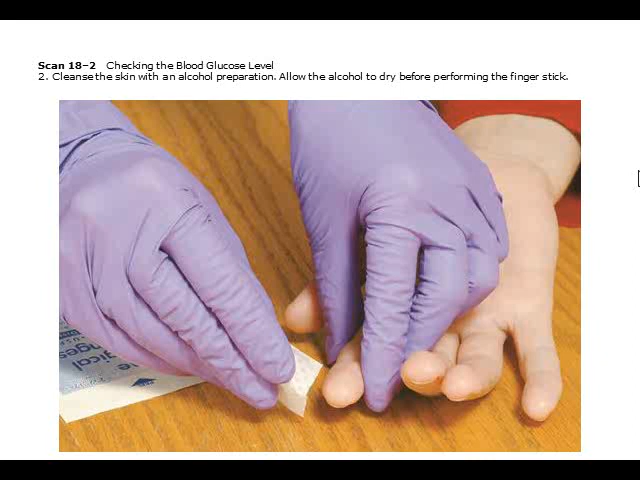 Scan 18–2 Checking the Blood Glucose Level
2. Cleanse the skin with an alcohol preparation. Allow the alcohol to dry before performing the finger stick.